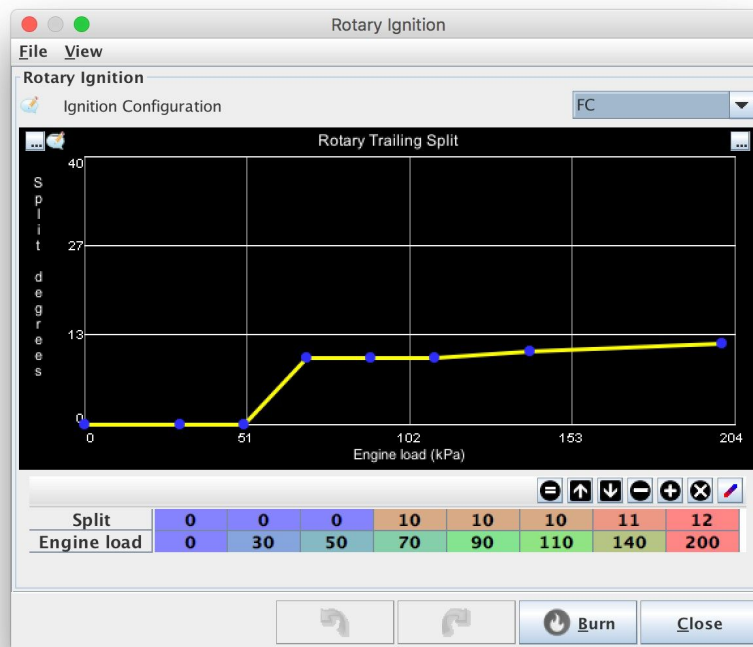 Rotary Ignition
File View
Rotary Ignition
Ignition Configuration FC
... Rotary Trailing Split ...
Split degrees
40
27
13
0
0 51 102 153 204
Engine load (kPa)
Split 0 0 0 10 10 10 11 12
Engine load 0 30 50 70 90 110 140 200
Burn Close